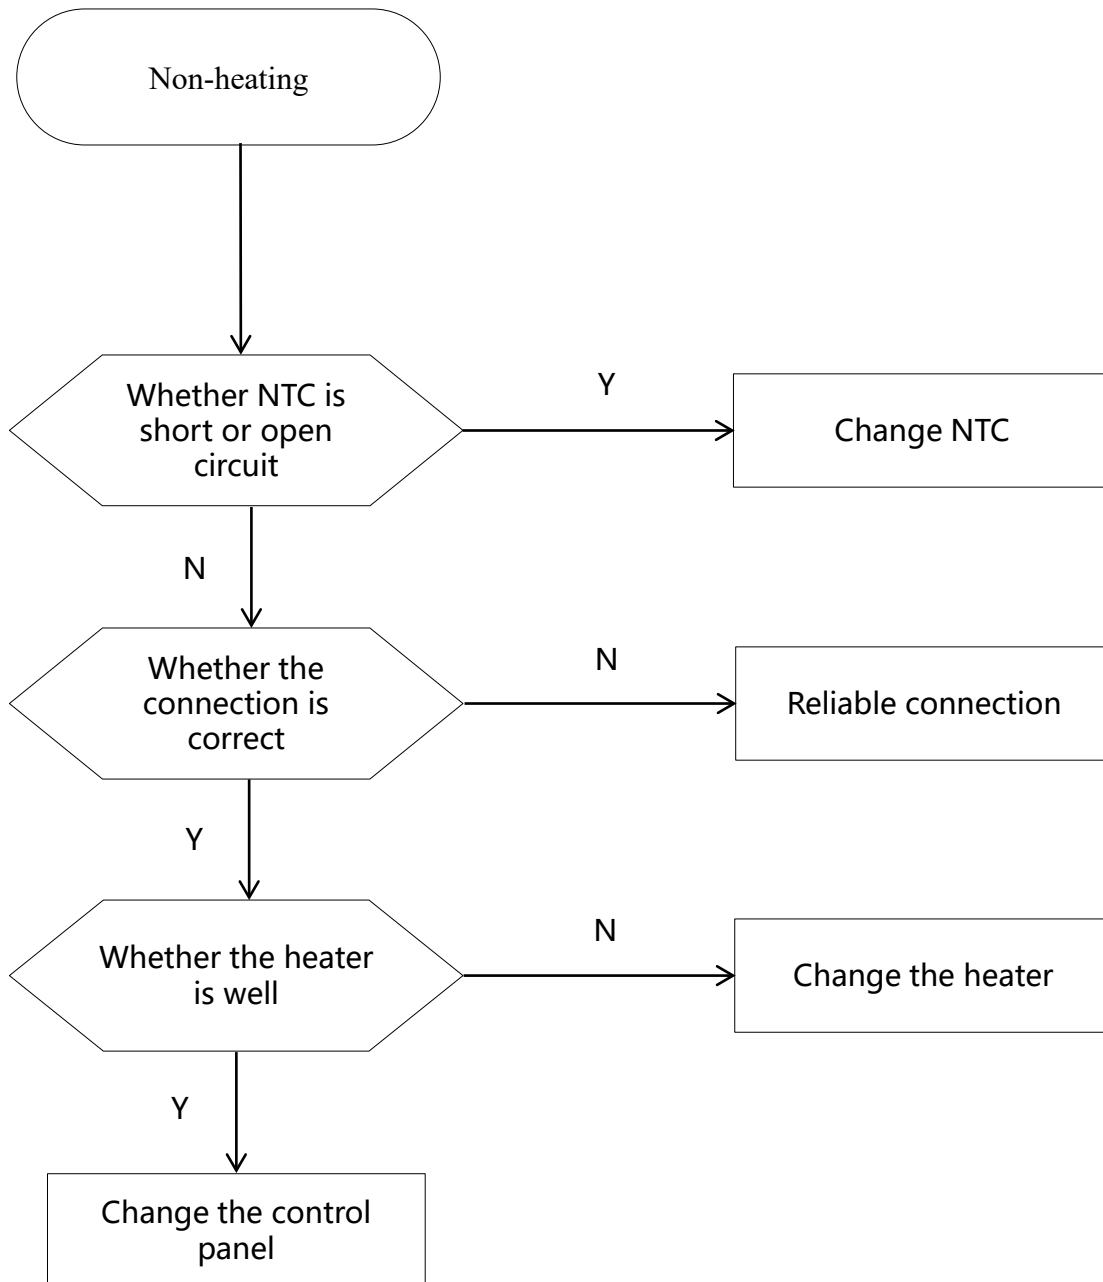 Non-heating
Whether NTC is
short or open
circuit
Y
Change NTC
N
Whether the
connection is
correct
N
Reliable connection
Y
Whether the heater
is well
N
Change the heater
Y
Change the control
panel